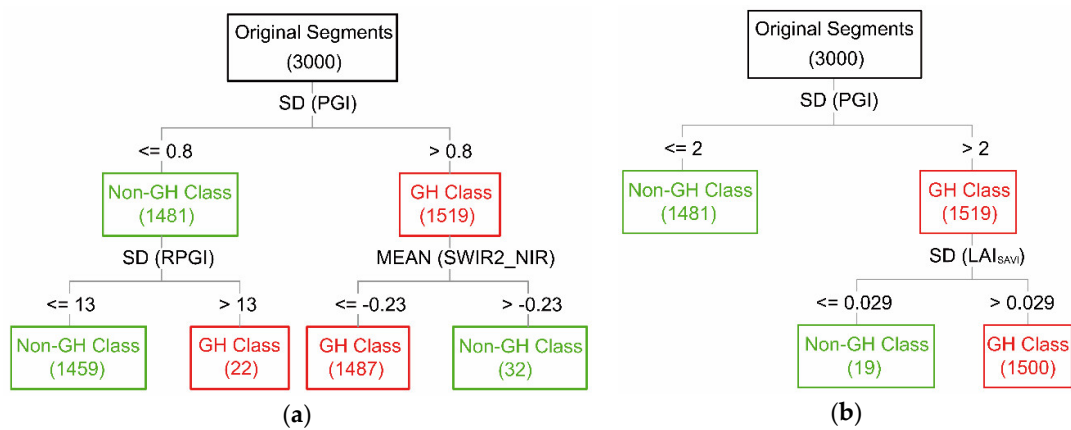 Original Segments
(3000)
SD (PGI)
<= 0.8
> 0.8
Non-GH Class
(1481)
GH Class
(1519)
SD (RPGI)
MEAN (SWIR2_NIR)
<= 13
> 13
<= -0.23
> -0.23
Non-GH Class
(1459)
GH Class
(22)
GH Class
(1487)
Non-GH Class
(32)
(a)
Original Segments
(3000)
SD (PGI)
<= 2
> 2
Non-GH Class
(1481)
GH Class
(1519)
SD (LAISAVI)
<= 0.029
> 0.029
Non-GH Class
(19)
GH Class
(1500)
(b)